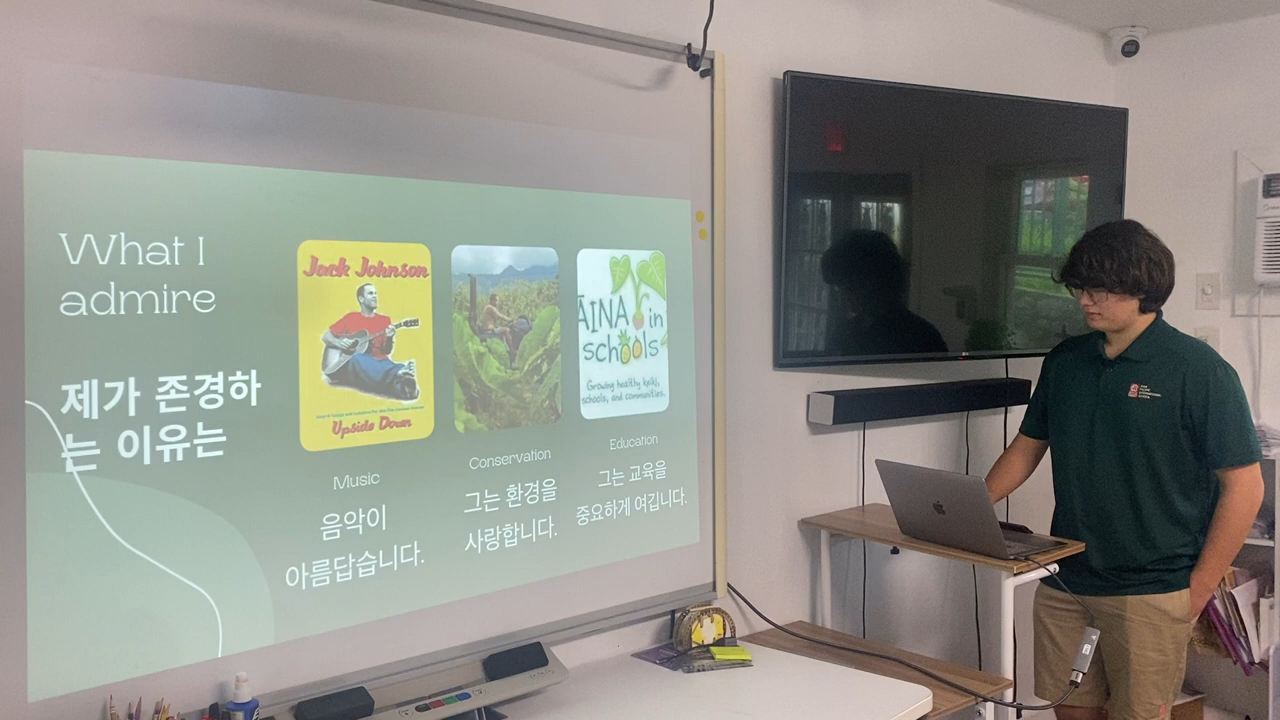 What I
admire
제가 존경하
는 이유는
Jack Johnson
Upside Down
Music
음악이
아름답습니다.
Conservation
그는 환경을
사랑합니다.
ĀINA in
schools
Growing healthy keiki,
schools, and communities.
Education
그는 교육을
중요하게 여깁니다.